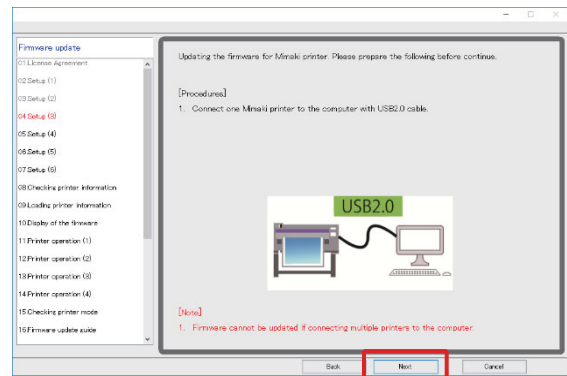 Firmware update
01.License Agreement
02.Setup (1)
03.Setup (2)
04.Setup (3)
05.Setup (4)
06.Setup (5)
07.Setup (6)
08.Checking printer information
09.Loading printer information
10.Display of the firmware
11.Printer operation (1)
12.Printer operation (2)
13.Printer operation (3)
14.Printer operation (4)
15.Checking printer mode
16.Firmware update guide
Updating the firmware for Mimaki printer. Please prepare the following before continue.
[Procedures]
1. Connect one Mimaki printer to the computer with USB2.0 cable.
USB2.0
[Note]
1. Firmware cannot be updated if connecting multiple printers to the computer.
Back Next Cancel